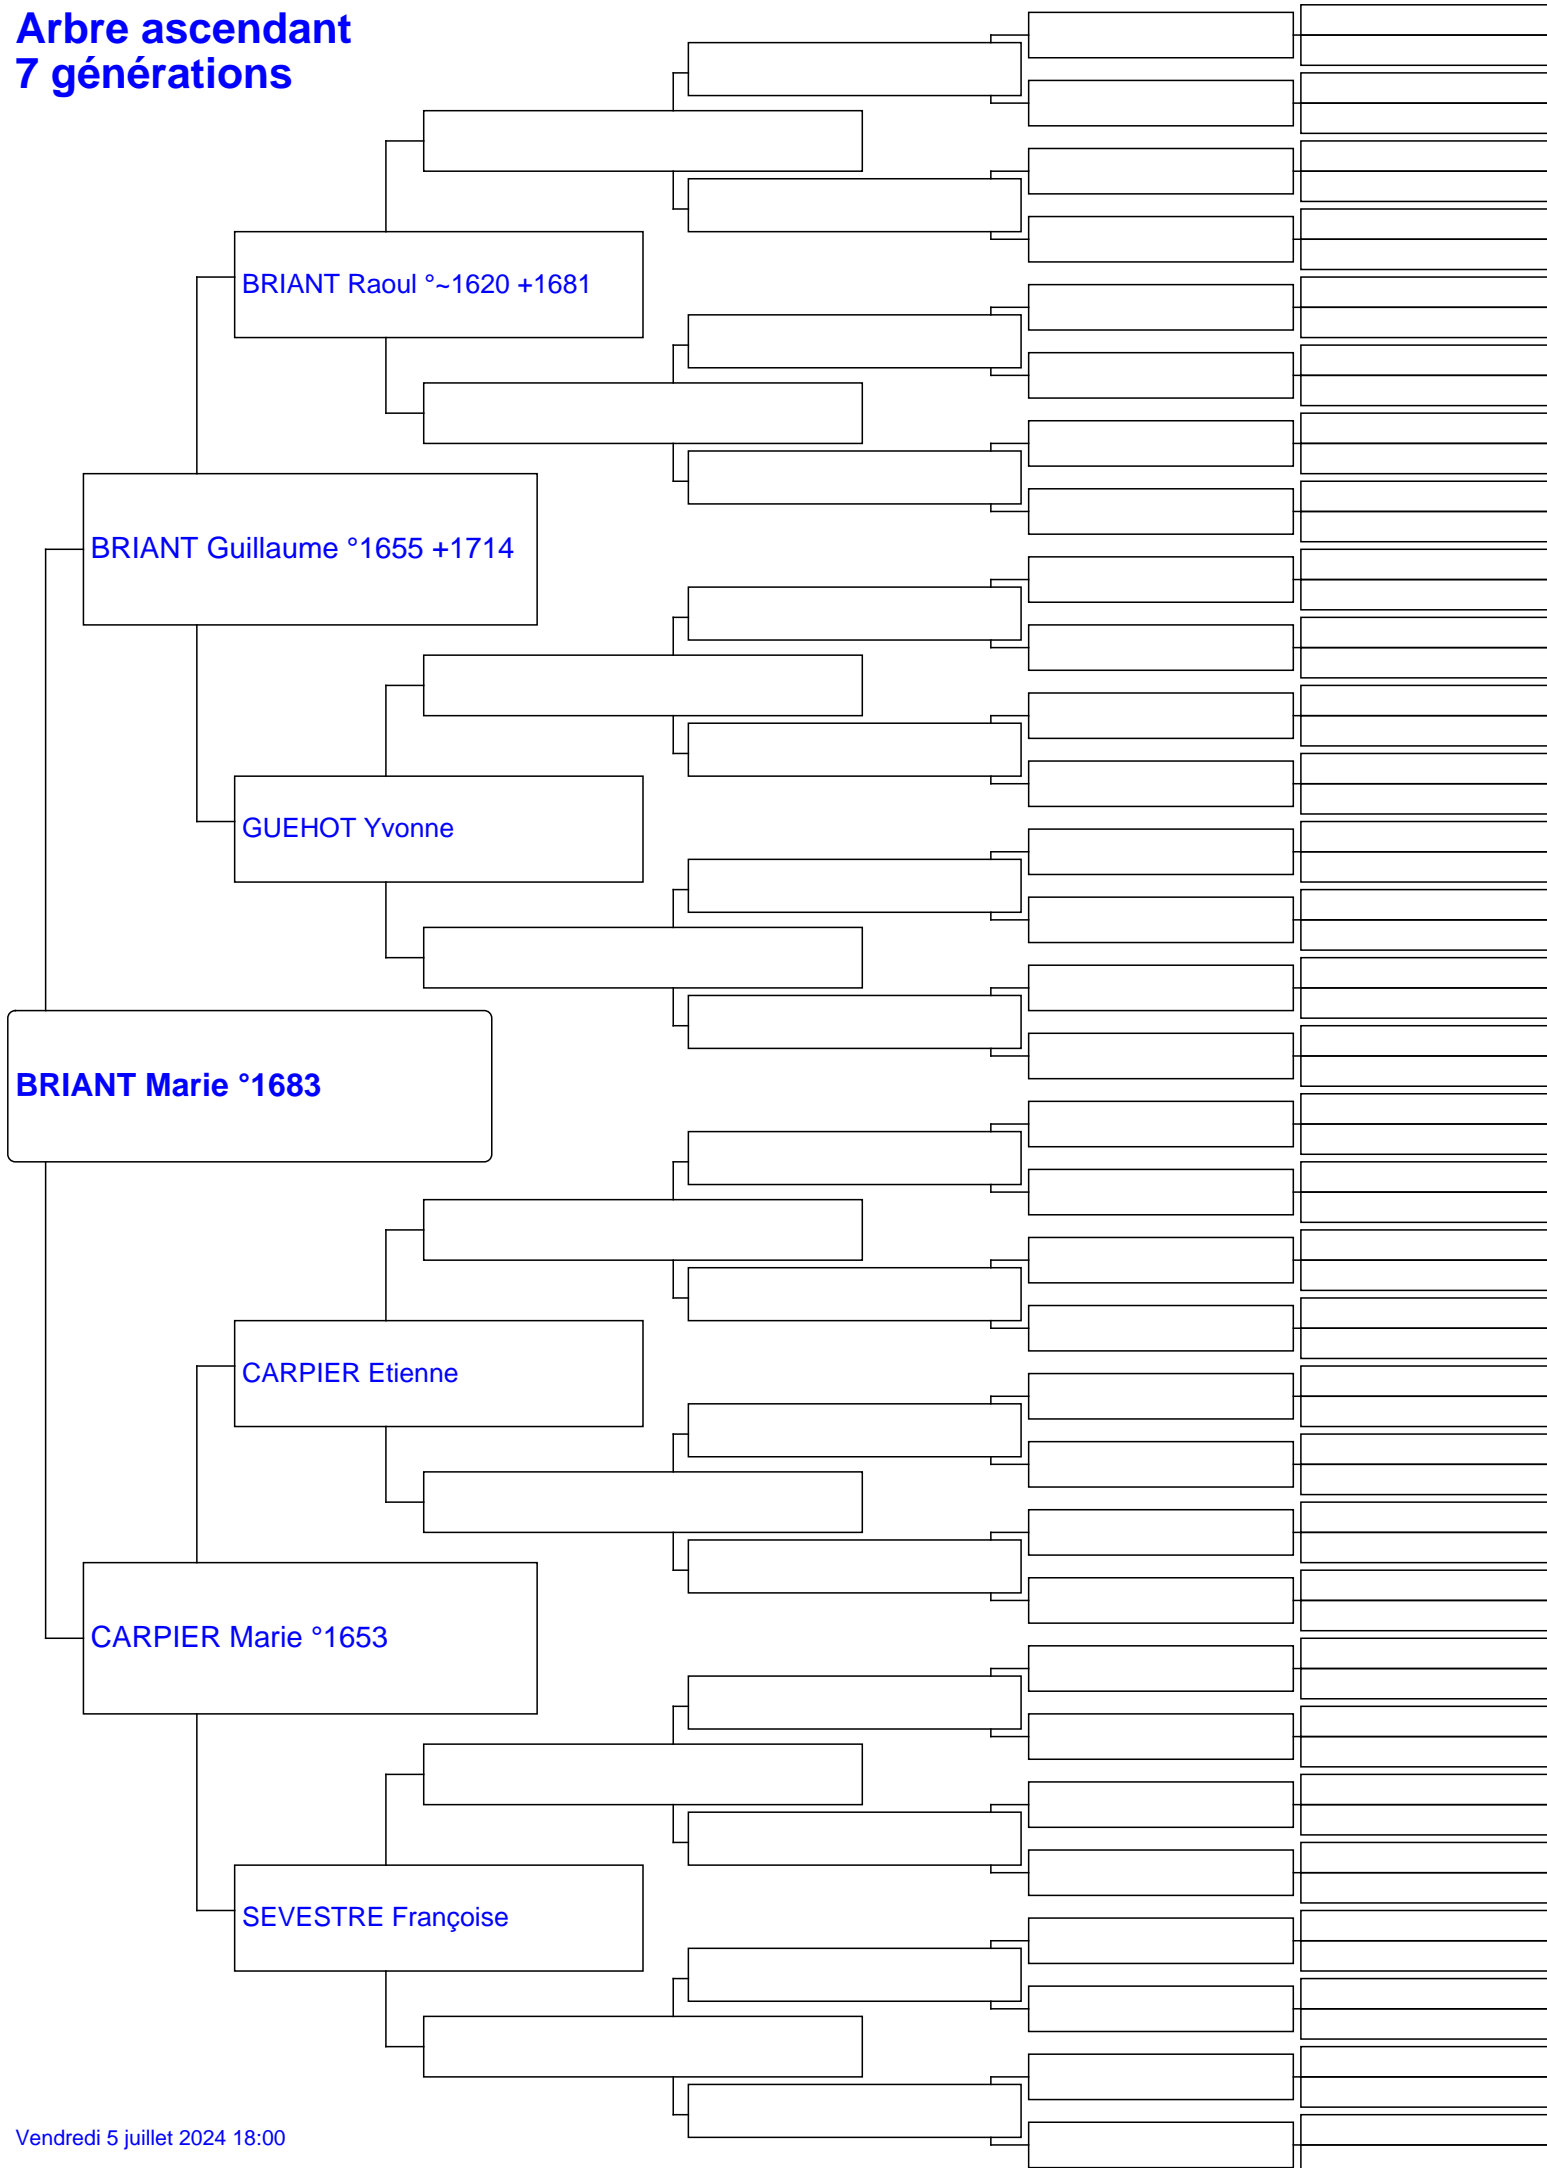 Arbre ascendant
7 générations
BRIANT Raoul °~1620 +1681
BRIANT Guillaume °1655 +1714
GUEHOT Yvonne
BRIANT Marie °1683
CARPIER Etienne
CARPIER Marie °1653
SEVESTRE Françoise
Vendredi 5 juillet 2024 18:00